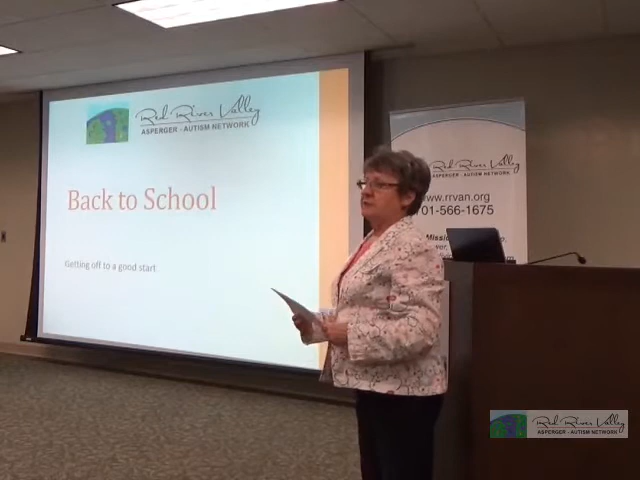 Red River Valley
ASPERGER - AUTISM NETWORK
Back to School
Getting off to a good start
Red River Valley
ASPERGER - AUTISM NETWORK
www.rrvan.org
701-566-1675
Red River Valley
ASPERGER - AUTISM NETWORK